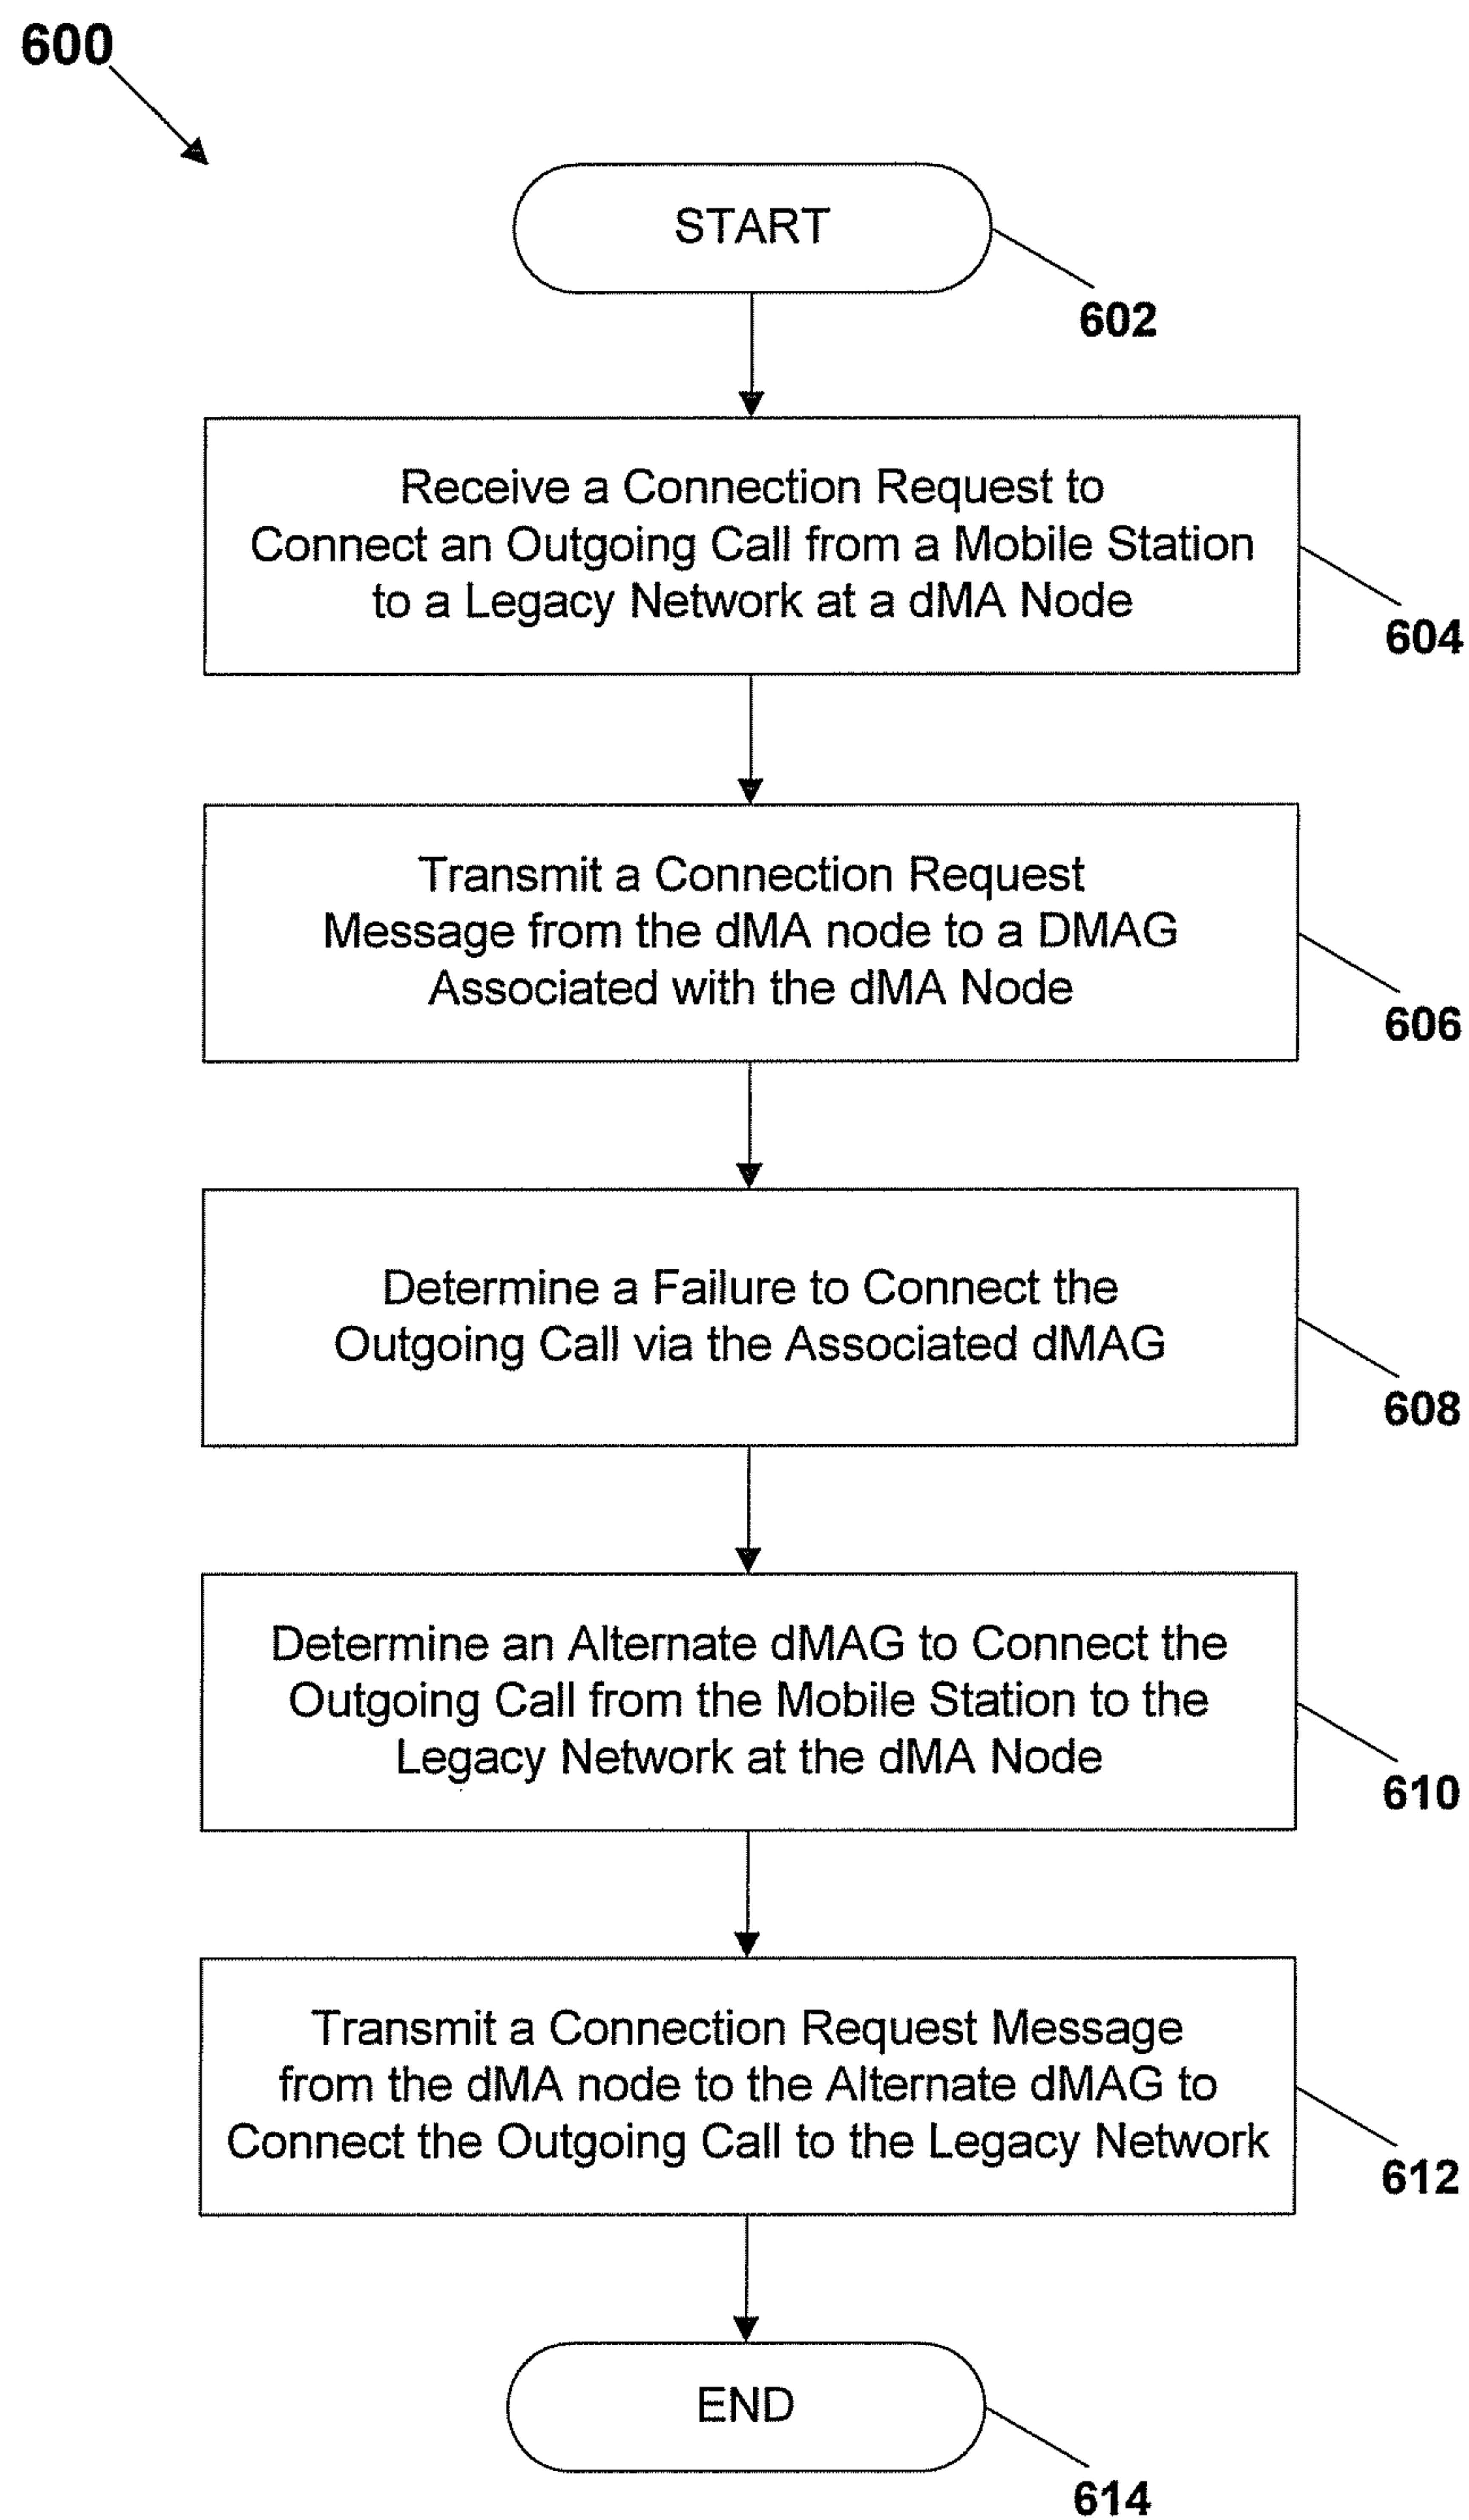 600
START
602
Receive a Connection Request to
Connect an Outgoing Call from a Mobile Station
to a Legacy Network at a dMA Node
604
Transmit a Connection Request
Message from the dMA node to a DMAG
Associated with the dMA Node
606
Determine a Failure to Connect the
Outgoing Call via the Associated dMAG
608
Determine an Alternate dMAG to Connect the
Outgoing Call from the Mobile Station to the
Legacy Network at the dMA Node
610
Transmit a Connection Request Message
from the dMA node to the Alternate dMAG to
Connect the Outgoing Call to the Legacy Network
612
END
614